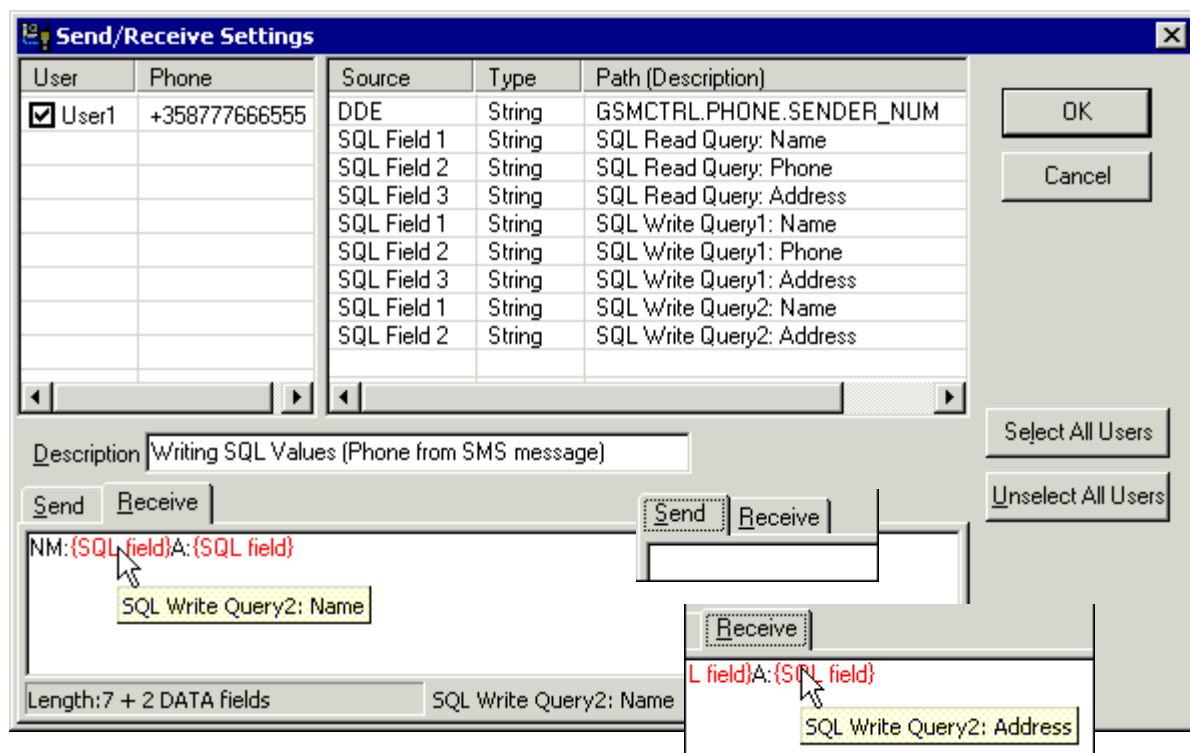 Send/Receive Settings
User Phone Source Type Path (Description)
User1 +358777666555 DDE String GSMCTRL.PHONE.SENDER_NUM OK
SQL Field 1 String SQL Read Query: Name
SQL Field 2 String SQL Read Query: Phone Cancel
SQL Field 3 String SQL Read Query: Address
SQL Field 1 String SQL Write Query1: Name
SQL Field 2 String SQL Write Query1: Phone
SQL Field 3 String SQL Write Query1: Address
SQL Field 1 String SQL Write Query2: Name
SQL Field 2 String SQL Write Query2: Address
Select All Users
Description Writing SQL Values (Phone from SMS message)
Unselect All Users
Send Receive
Send Receive
NM:{SQL field}A:{SQL field}
SQL Write Query2: Name
Receive
L field}A:{SQL field}
Length:7 + 2 DATA fields SQL Write Query2: Name
SQL Write Query2: Address